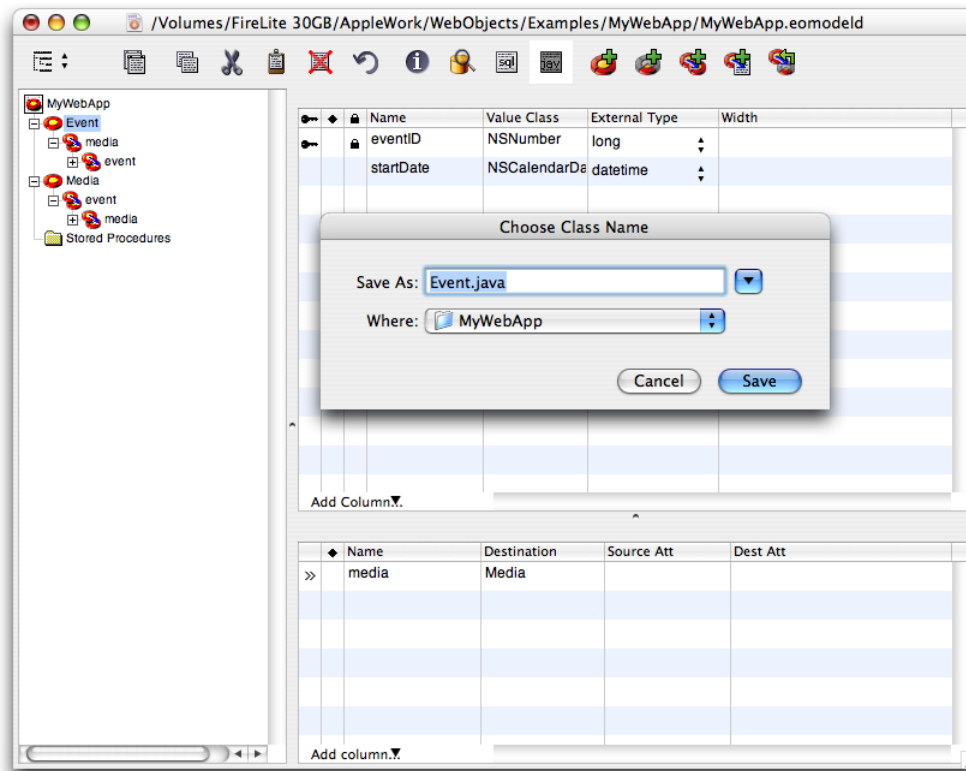 /Volumes/FireLite 30GB/AppleWork/WebObjects/Examples/MyWebApp/MyWebApp.eomodeld
sql
jav
MyWebApp
Event
media
event
Media
event
media
Stored Procedures
Name Value Class External Type Width
eventID NSNumber long
startDate NSCalendarDa datetime
Choose Class Name
Save As: Event.java
Where: MyWebApp
Cancel Save
Add Column..
Name Destination Source Att Dest Att
media Media
Add column..